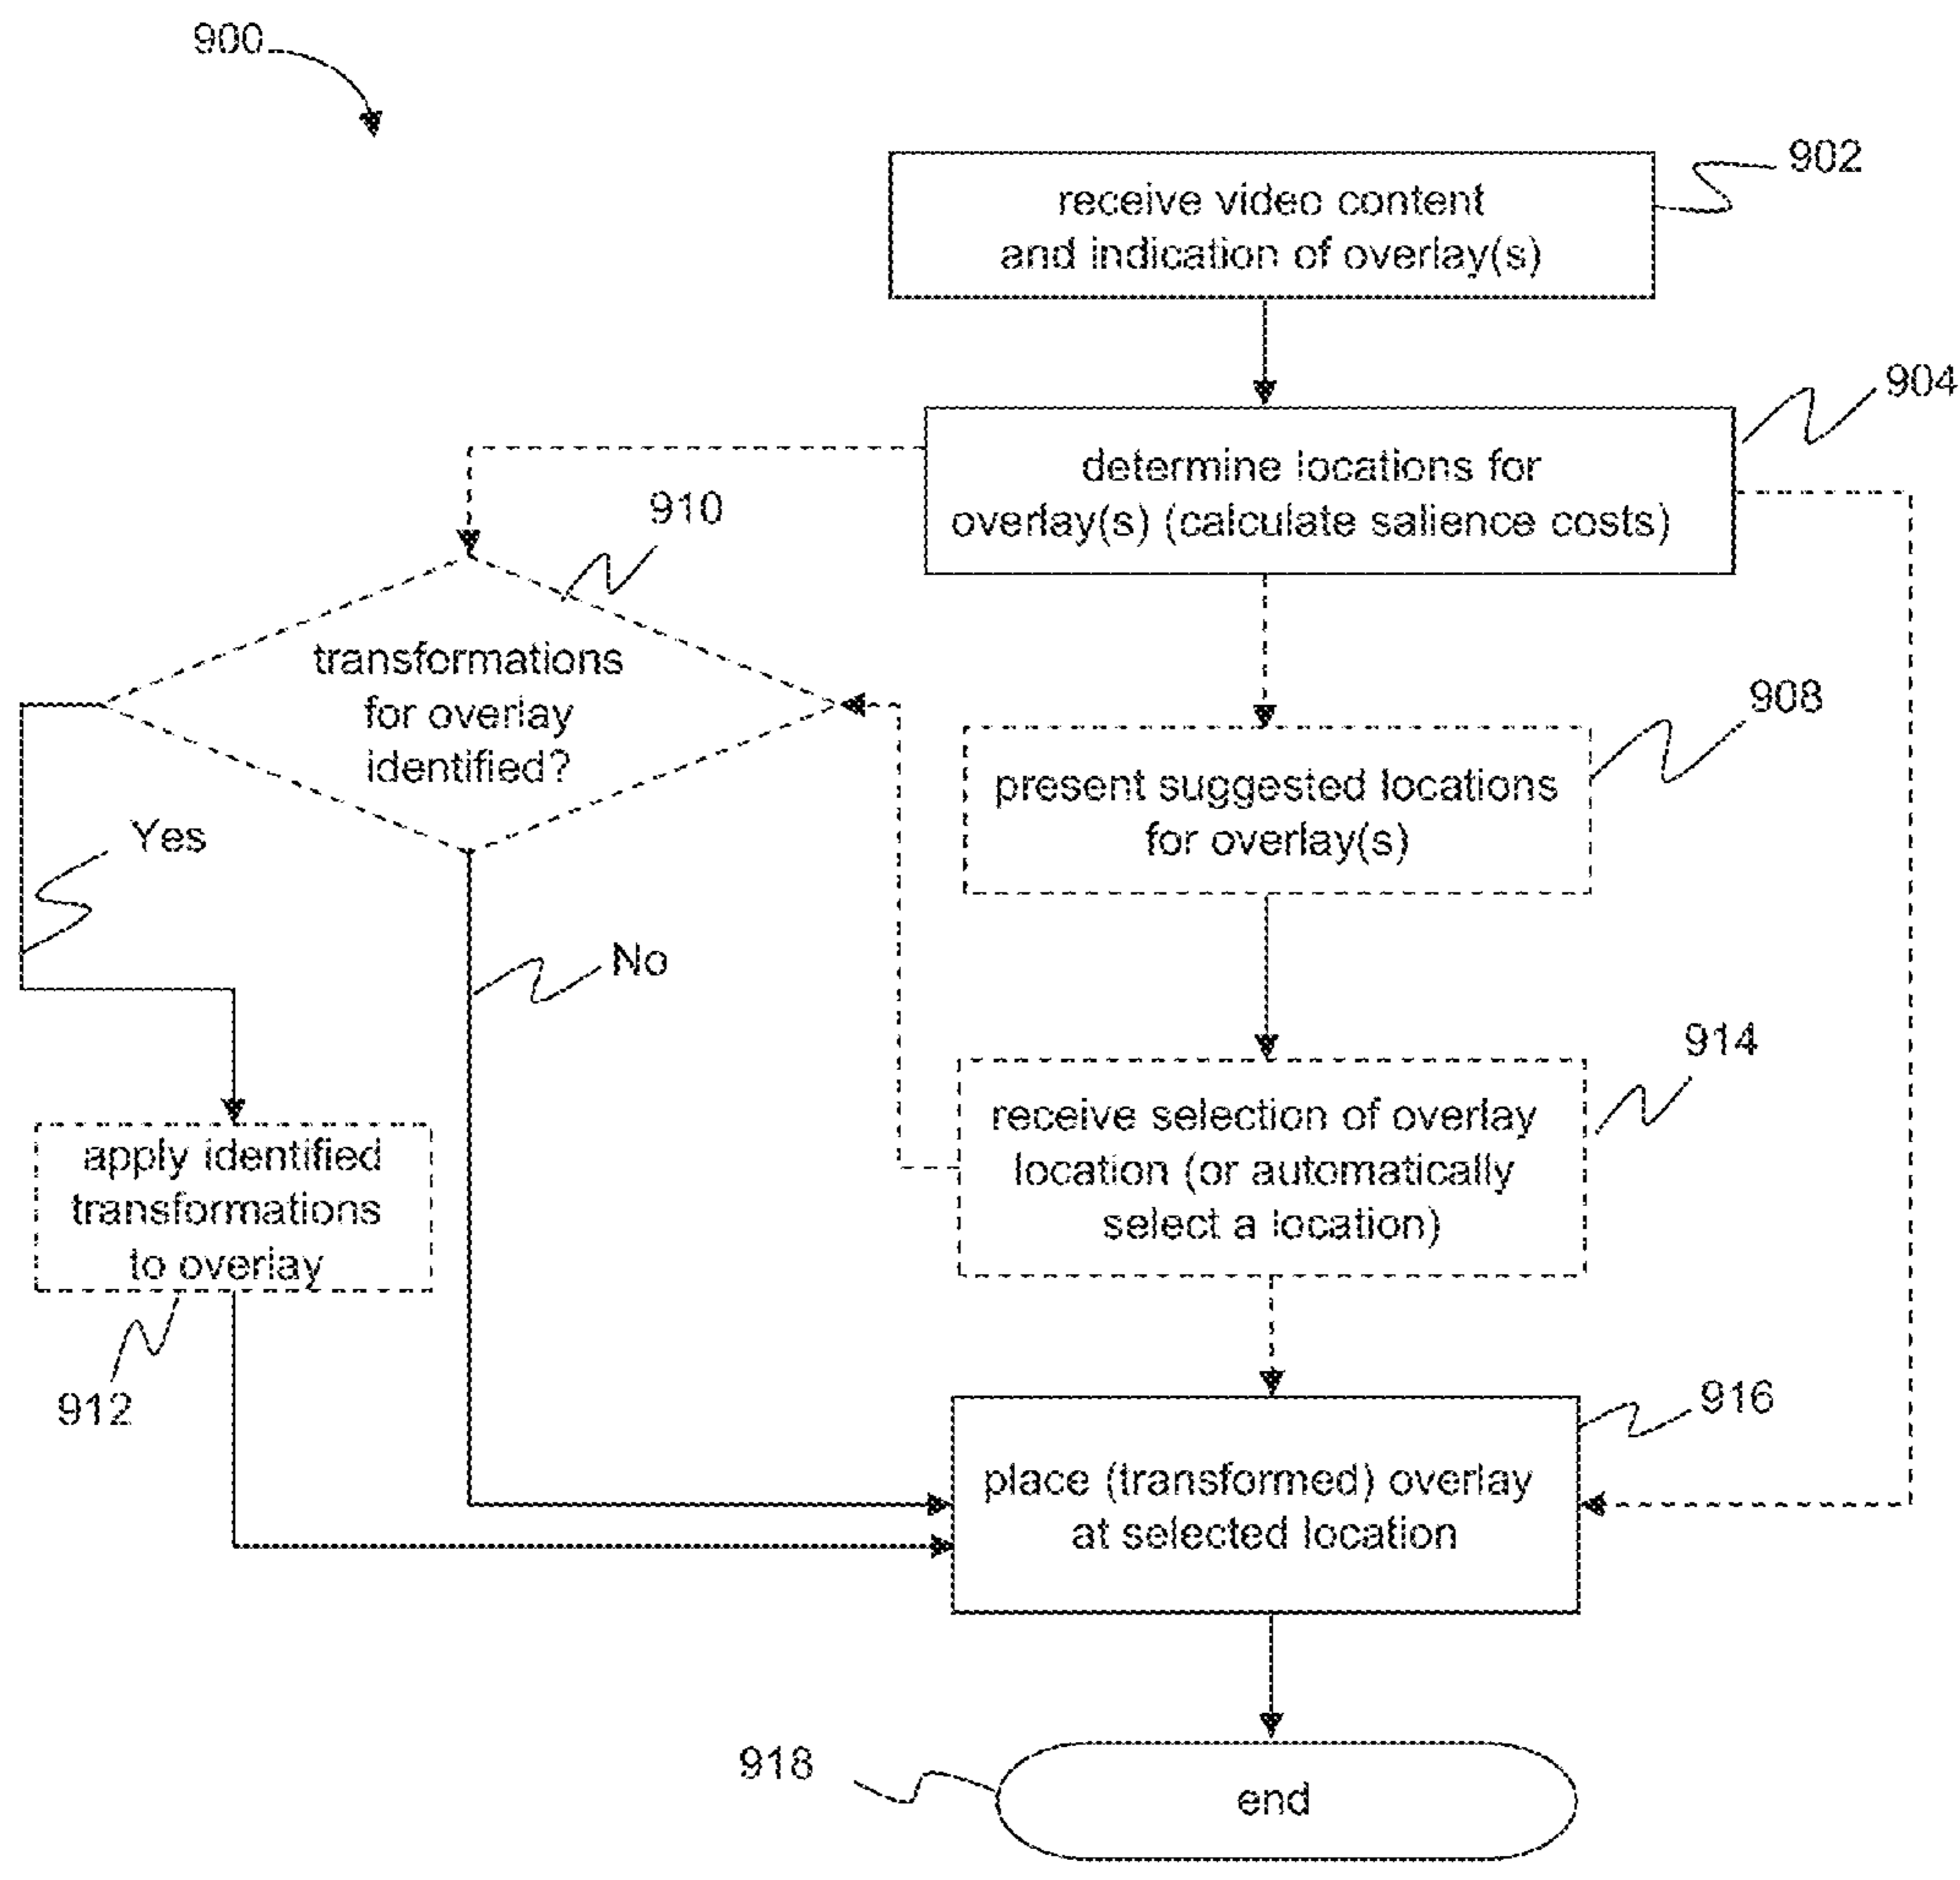 900
902
receive video content
and indication of overlay(s)
904
determine locations for
overlay(s) (calculate salience costs)
910
transformations
for overlay
identified?
908
present suggested locations
for overlay(s)
Yes
No
914
receive selection of overlay
location (or automatically
select a location)
apply identified
transformations
to overlay
912
916
place (transformed) overlay
at selected location
918
end